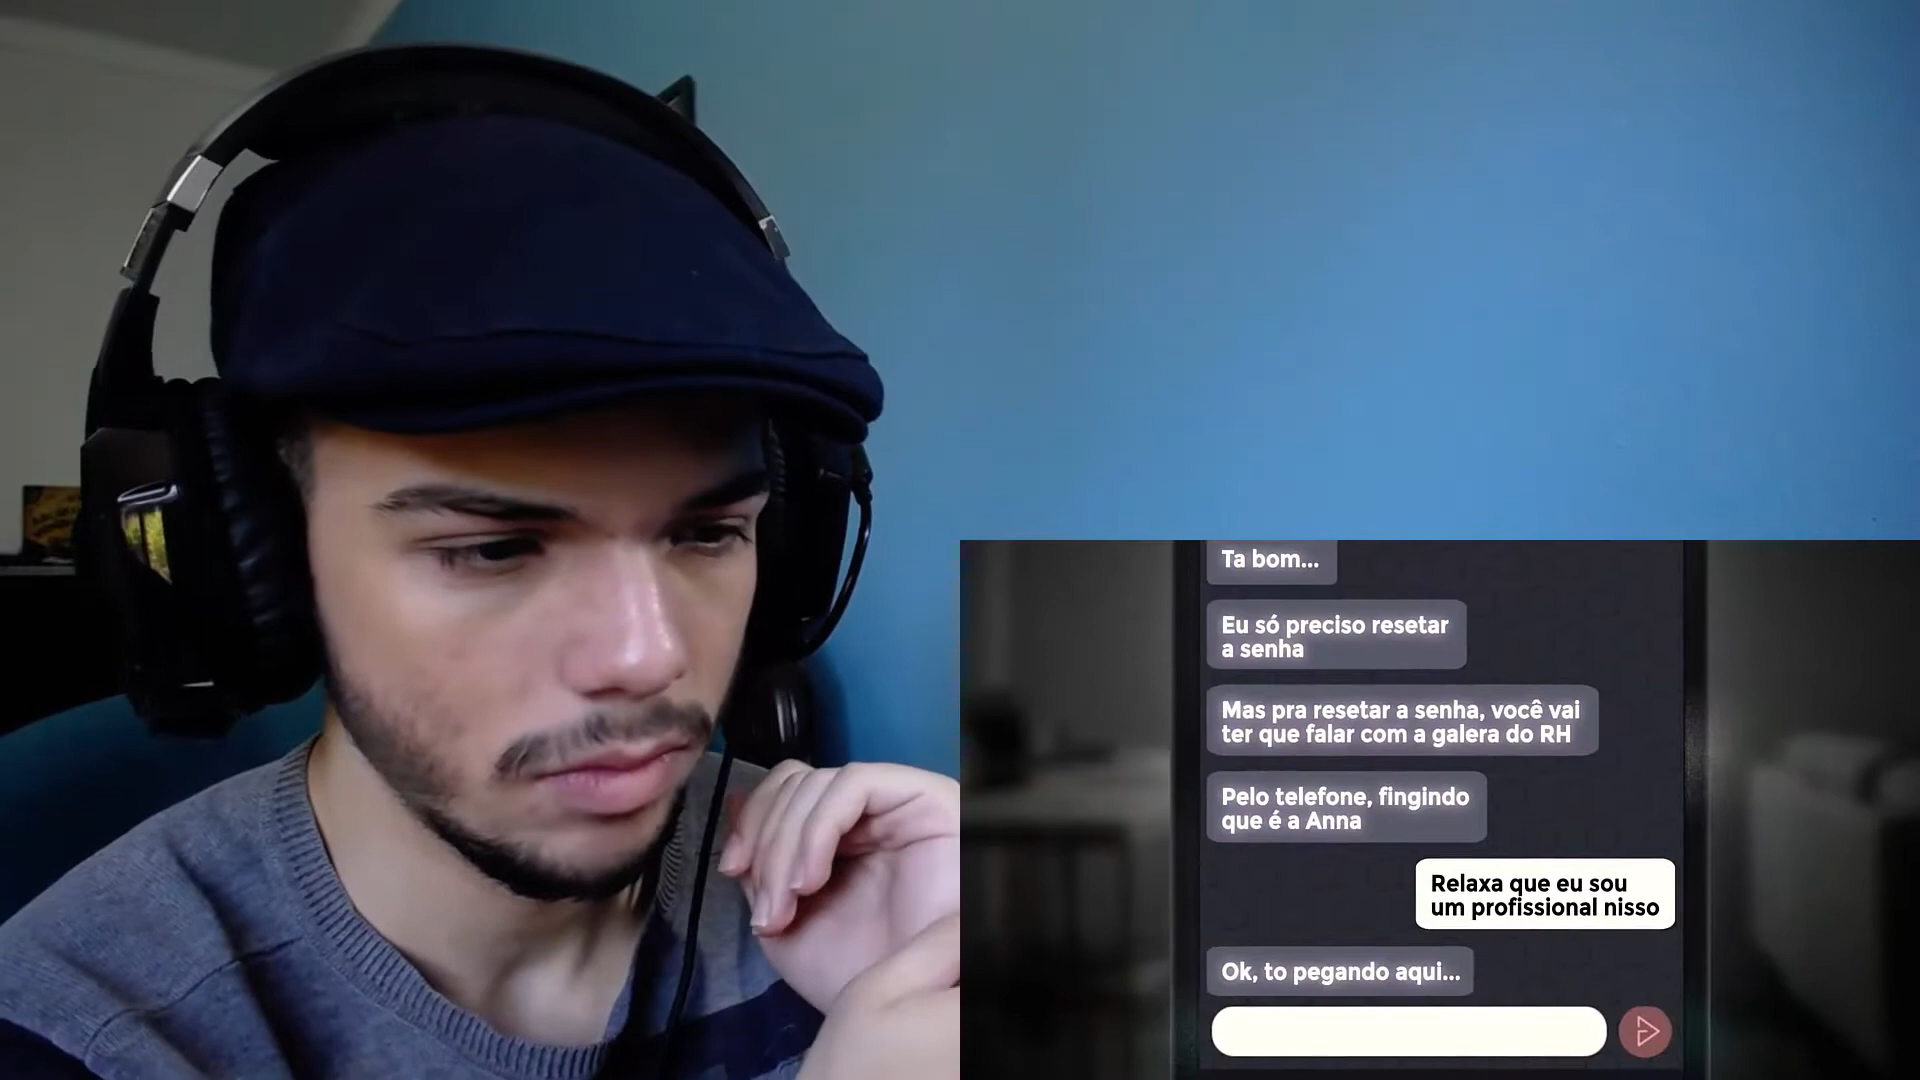 Ta bom...
Eu só preciso resetar
a senha
Mas pra resetar a senha, você vai
ter que falar com a galera do RH
Pelo telefone, fingindo
que é a Anna
Relaxa que eu sou
um profissional nisso
Ok, to pegando aqui...